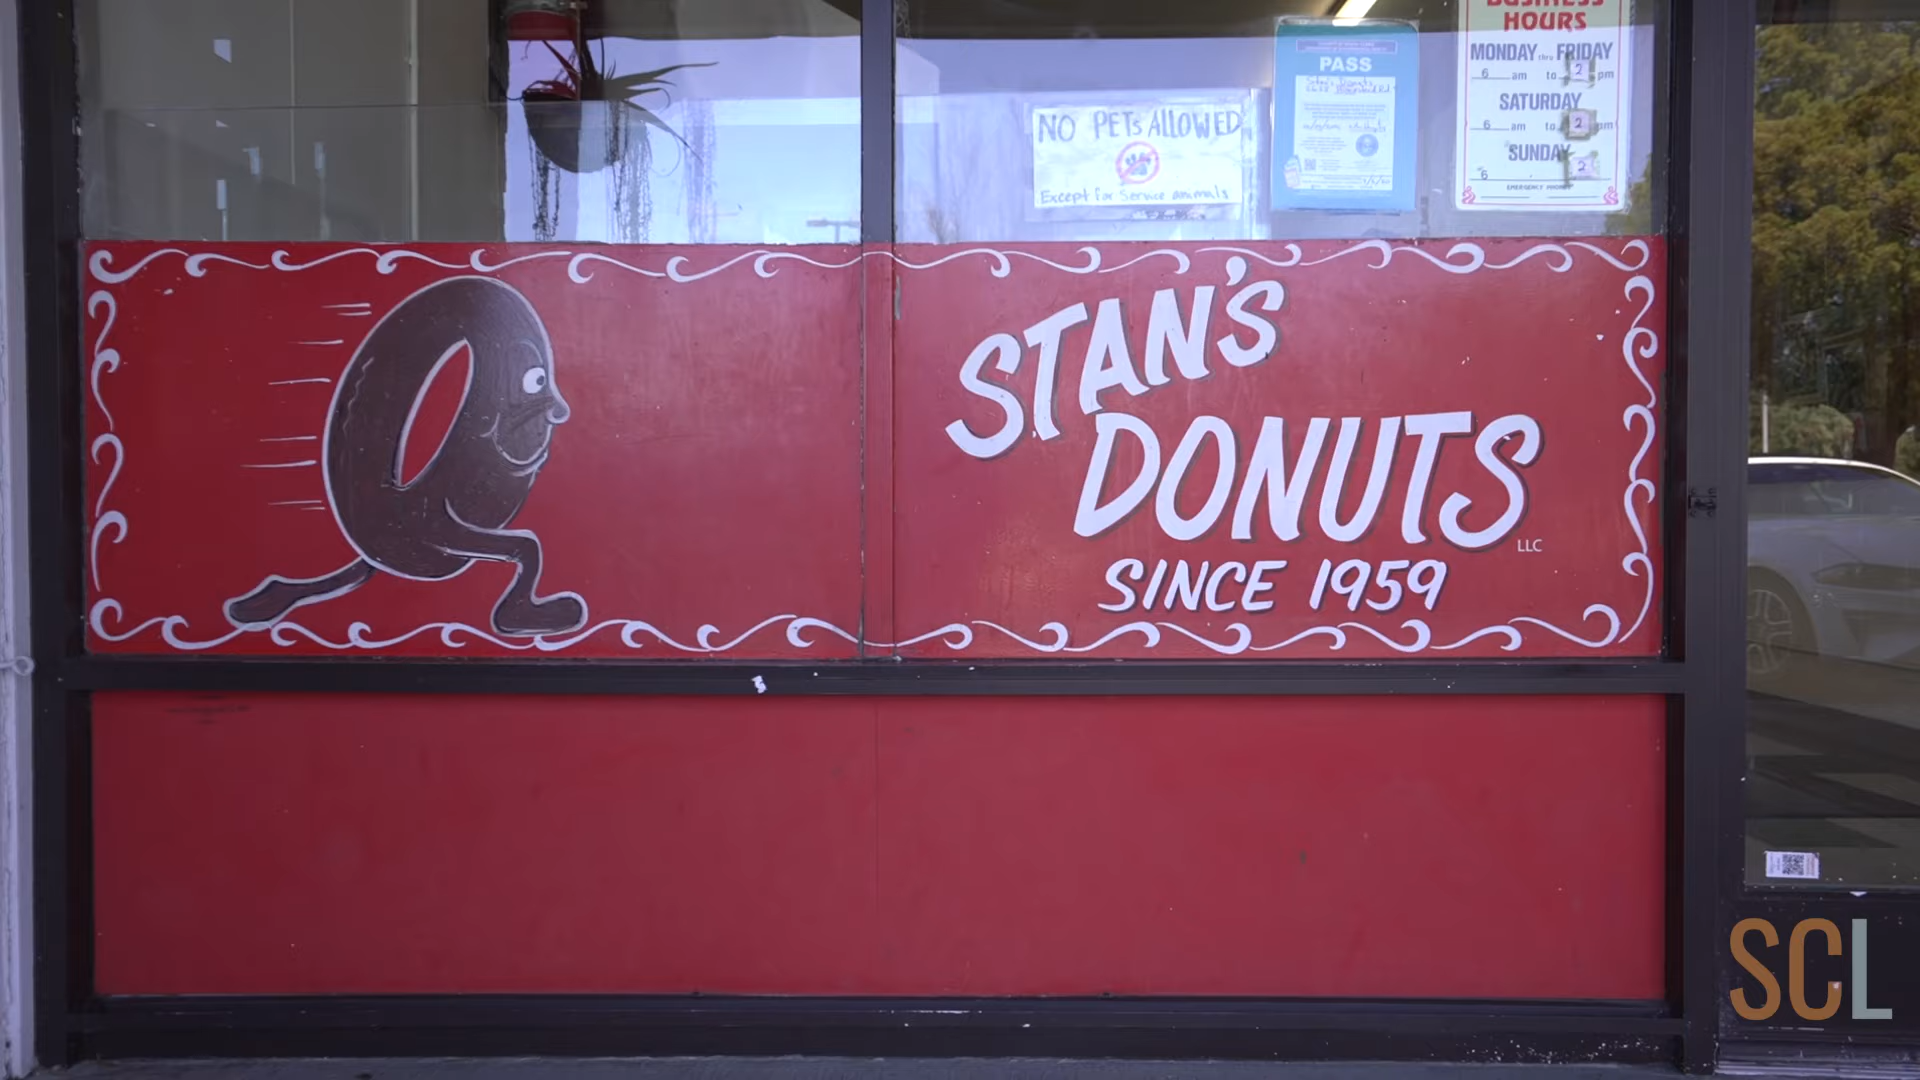 BUSINESS
HOURS
MONDAY thru FRIDAY
6 am to 2 pm
SATURDAY
6 am to 2 pm
SUNDAY
6 2
PASS
NO PETS ALLOWED
Except for Service animals
STAN'S
DONUTS
LLC
SINCE 1959
SCL